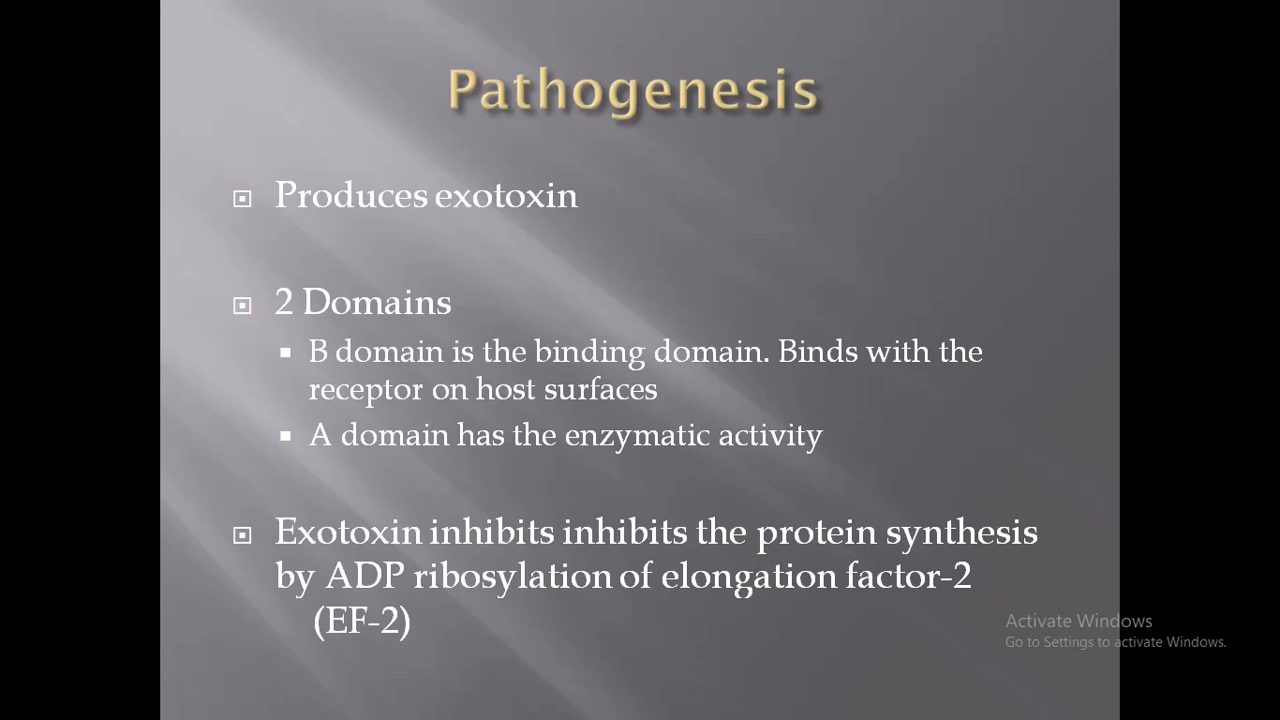 Pathogenesis
Produces exotoxin
2 Domains
B domain is the binding domain. Binds with the
receptor on host surfaces
A domain has the enzymatic activity
Exotoxin inhibits inhibits the protein synthesis
by ADP ribosylation of elongation factor-2
(EF-2)
Activate Windows
Go to Settings to activate Windows.